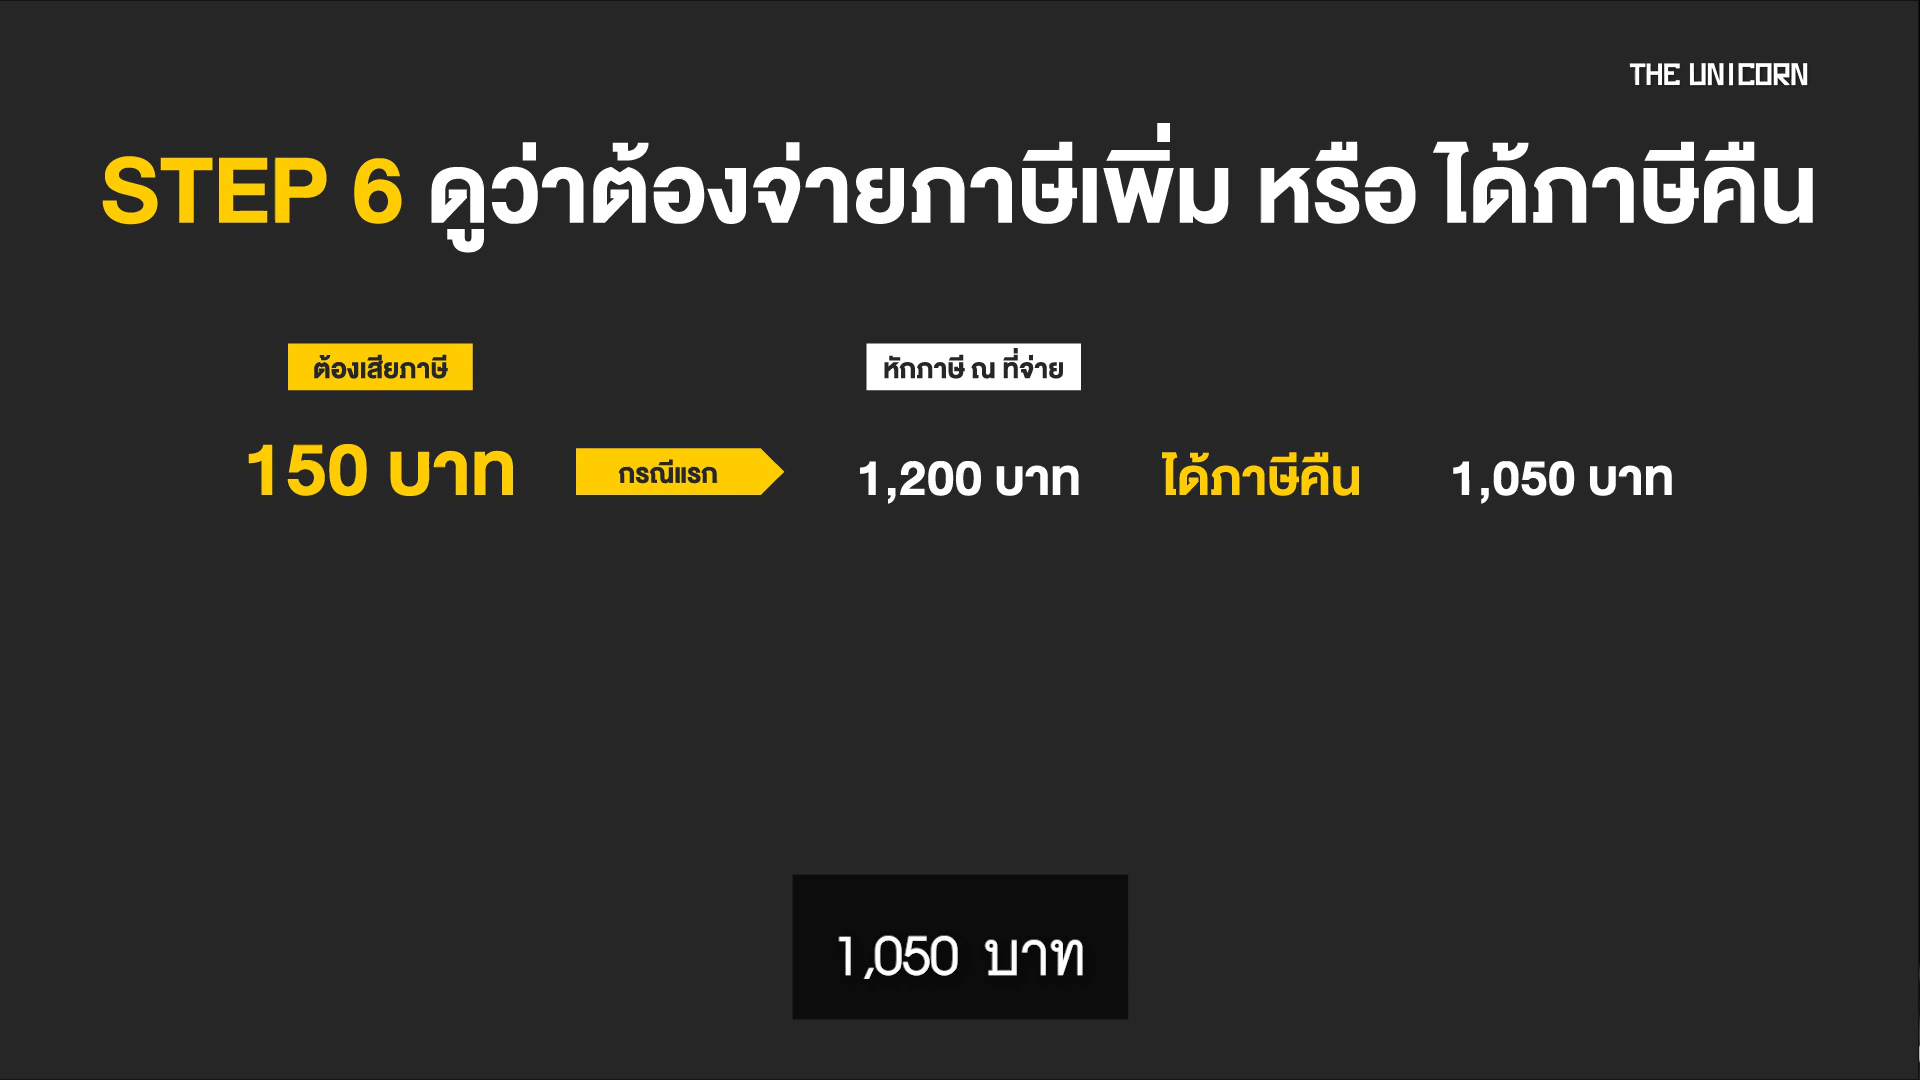 THE UNICORN
STEP 6 ดูว่าต้องจ่ายภาษีเพิ่ม หรือ ได้ภาษีคืน
ต้องเสียภาษี
หักภาษี ณ ที่จ่าย
150 บาท
กรณีแรก
1,200 บาท
ได้ภาษีคืน
1,050 บาท
1,050 บาท